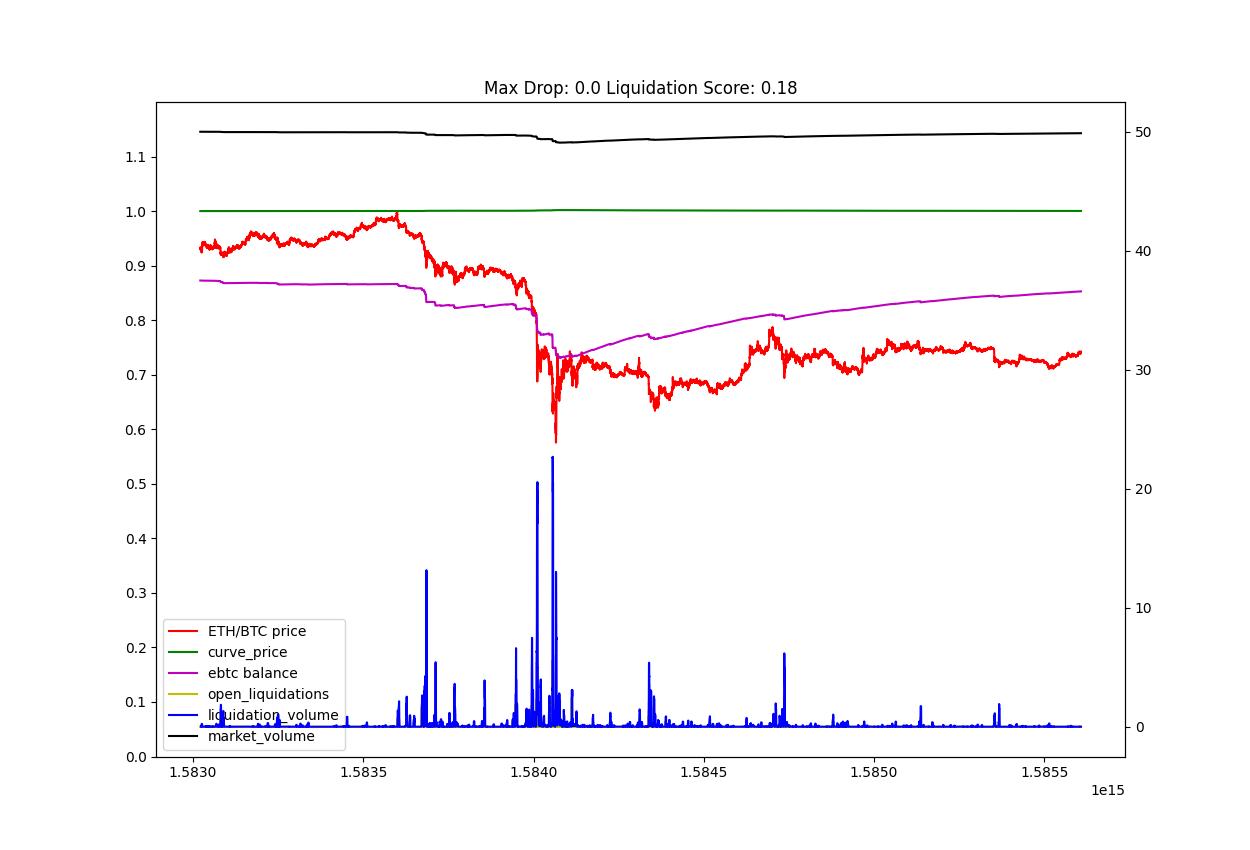 Max Drop: 0.0 Liquidation Score: 0.18
1.1
1.0
0.9
0.8
0.7
0.6
0.5
0.4
0.3
0.2
0.1
0.0
50
40
30
20
10
0
ETH/BTC price
curve_price
ebtc balance
open_liquidations
liquidation_volume
market_volume
1.5830 1.5835 1.5840 1.5845 1.5850 1.5855
1e15